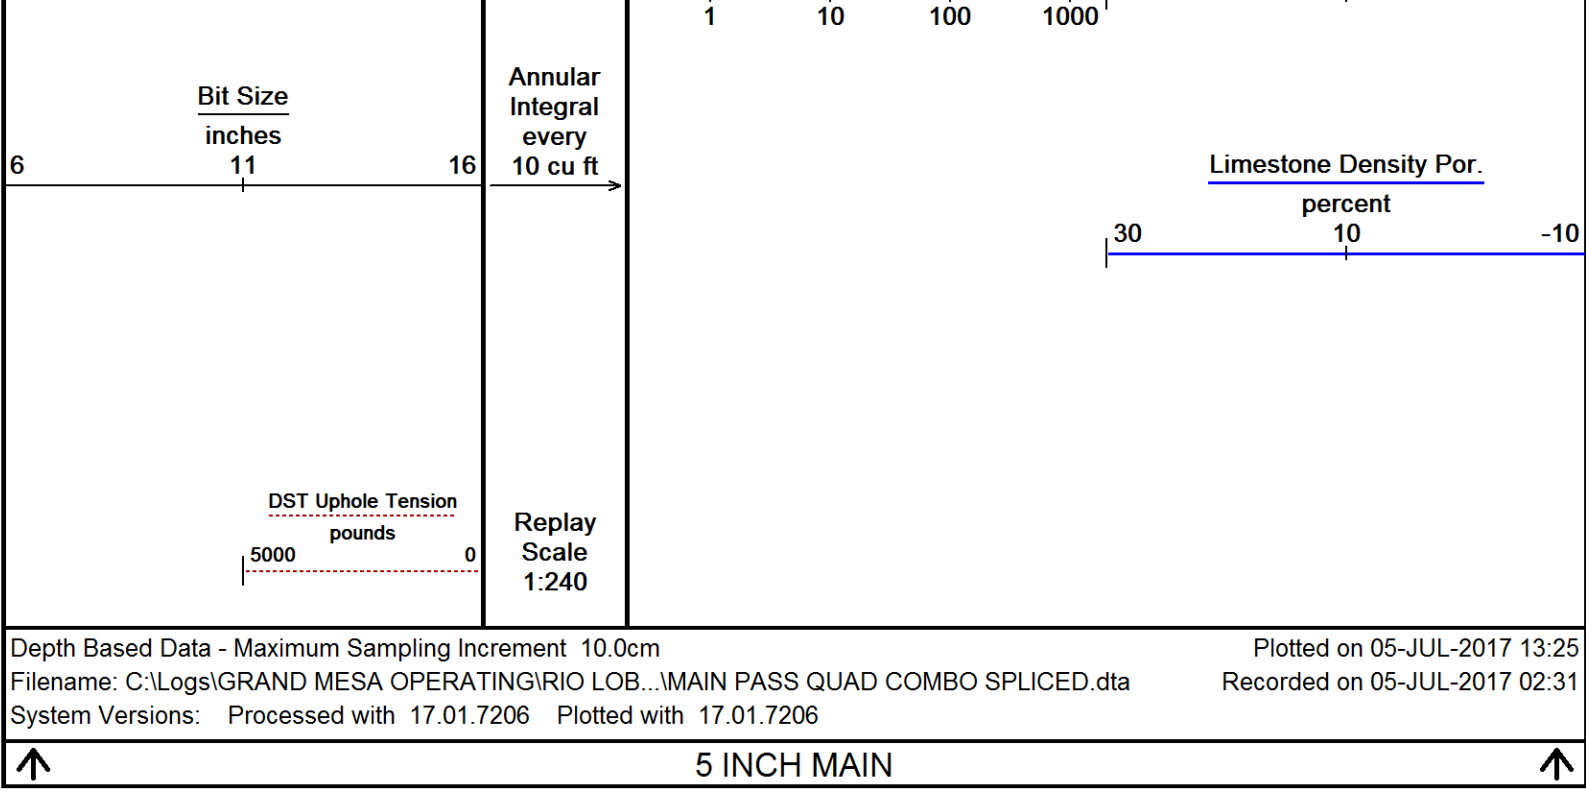 1 10 100 1000
Bit Size
inches
6 11 16
Annular
Integral
every
10 cu ft
Limestone Density Por.
percent
30 10 -10
DST Uphole Tension
pounds
5000 0
Replay
Scale
1:240
Depth Based Data - Maximum Sampling Increment 10.0cm
Plotted on 05-JUL-2017 13:25
Filename: C:\Logs\GRAND MESA OPERATING\RIO LOB...\MAIN PASS QUAD COMBO SPLICED.dta
Recorded on 05-JUL-2017 02:31
System Versions: Processed with 17.01.7206 Plotted with 17.01.7206
5 INCH MAIN